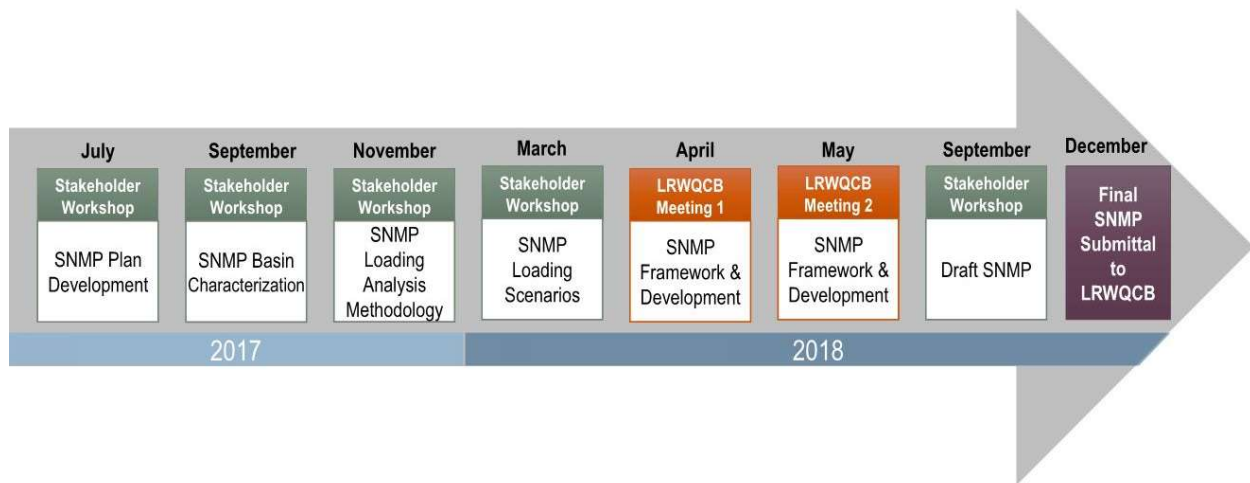 July
Stakeholder
Workshop
SNMP Plan
Development
September
Stakeholder
Workshop
SNMP Basin
Characterization
November
Stakeholder
Workshop
SNMP
Loading
Analysis
Methodology
March
Stakeholder
Workshop
SNMP
Loading
Scenarios
April
LRWQCB
Meeting 1
SNMP
Framework &
Development
May
LRWQCB
Meeting 2
SNMP
Framework &
Development
September
Stakeholder
Workshop
Draft SNMP
December
Final
SNMP
Submittal
to
LRWQCB
2017
2018